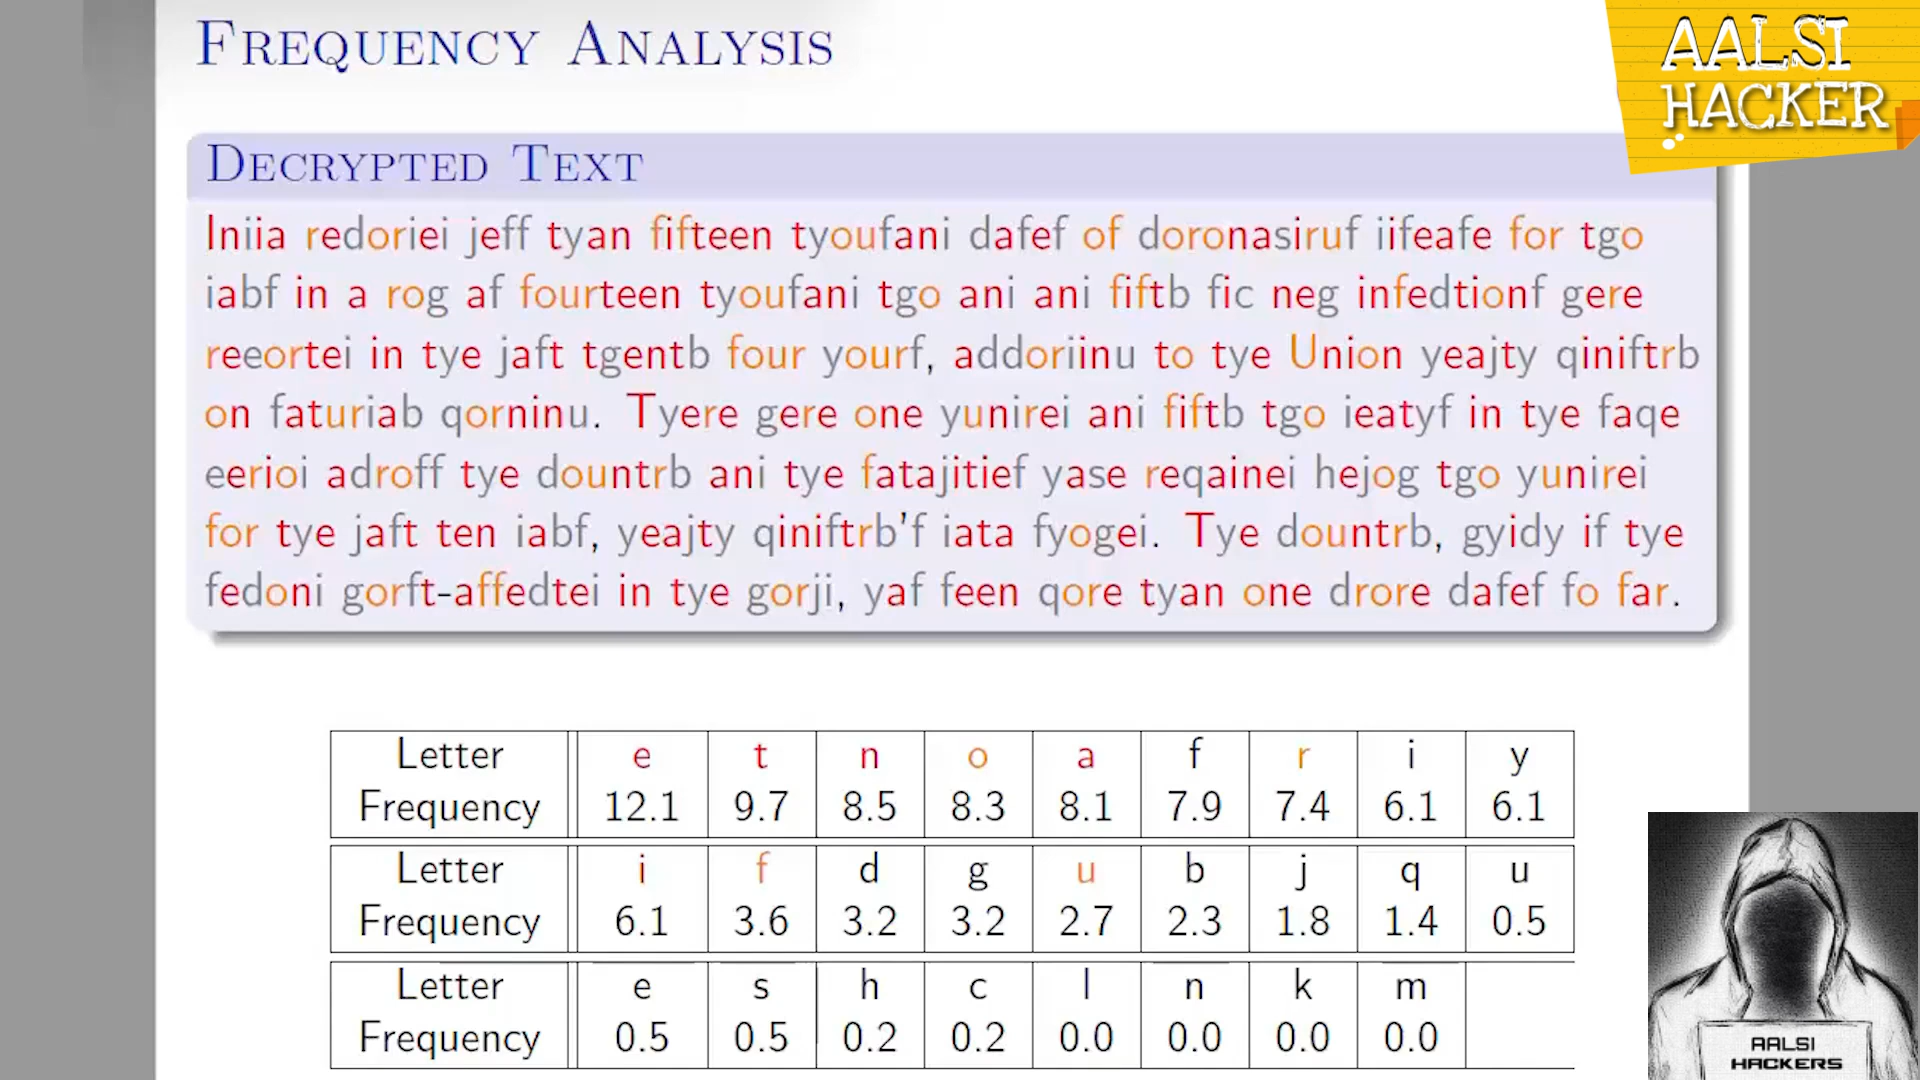 FREQUENCY ANALYSIS
AALSI
HACKER
DECRYPTED TEXT
Iniia redoriei jeff tyan fifteen tyoufani dafef of doronasiruf iifeafe for tgo
iabf in a rog af fourteen tyoufani tgo ani ani fiftb fic neg infedtionf gere
reeortei in tye jaft tgentb four yourf, addoriinu to tye Union yeajty qiniftrb
on faturiab qorninu. Tyere gere one yunirei ani fiftb tgo ieatyf in tye faqe
eerioi adroff tye dountrb ani tye fatajitief yase reqainei hejog tgo yunirei
for tye jaft ten iabf, yeajty qiniftrb'f iata fyogei. Tye dountrb, gyidy if tye
fedoni gorft-affedtei in tye gorji, yaf feen qore tyan one drore dafef fo far.
Letter e t n o a f r i y
Frequency 12.1 9.7 8.5 8.3 8.1 7.9 7.4 6.1 6.1
Letter i f d g u b j q u
Frequency 6.1 3.6 3.2 3.2 2.7 2.3 1.8 1.4 0.5
Letter e s h c l n k m
Frequency 0.5 0.5 0.2 0.2 0.0 0.0 0.0 0.0
AALSI
HACKERS